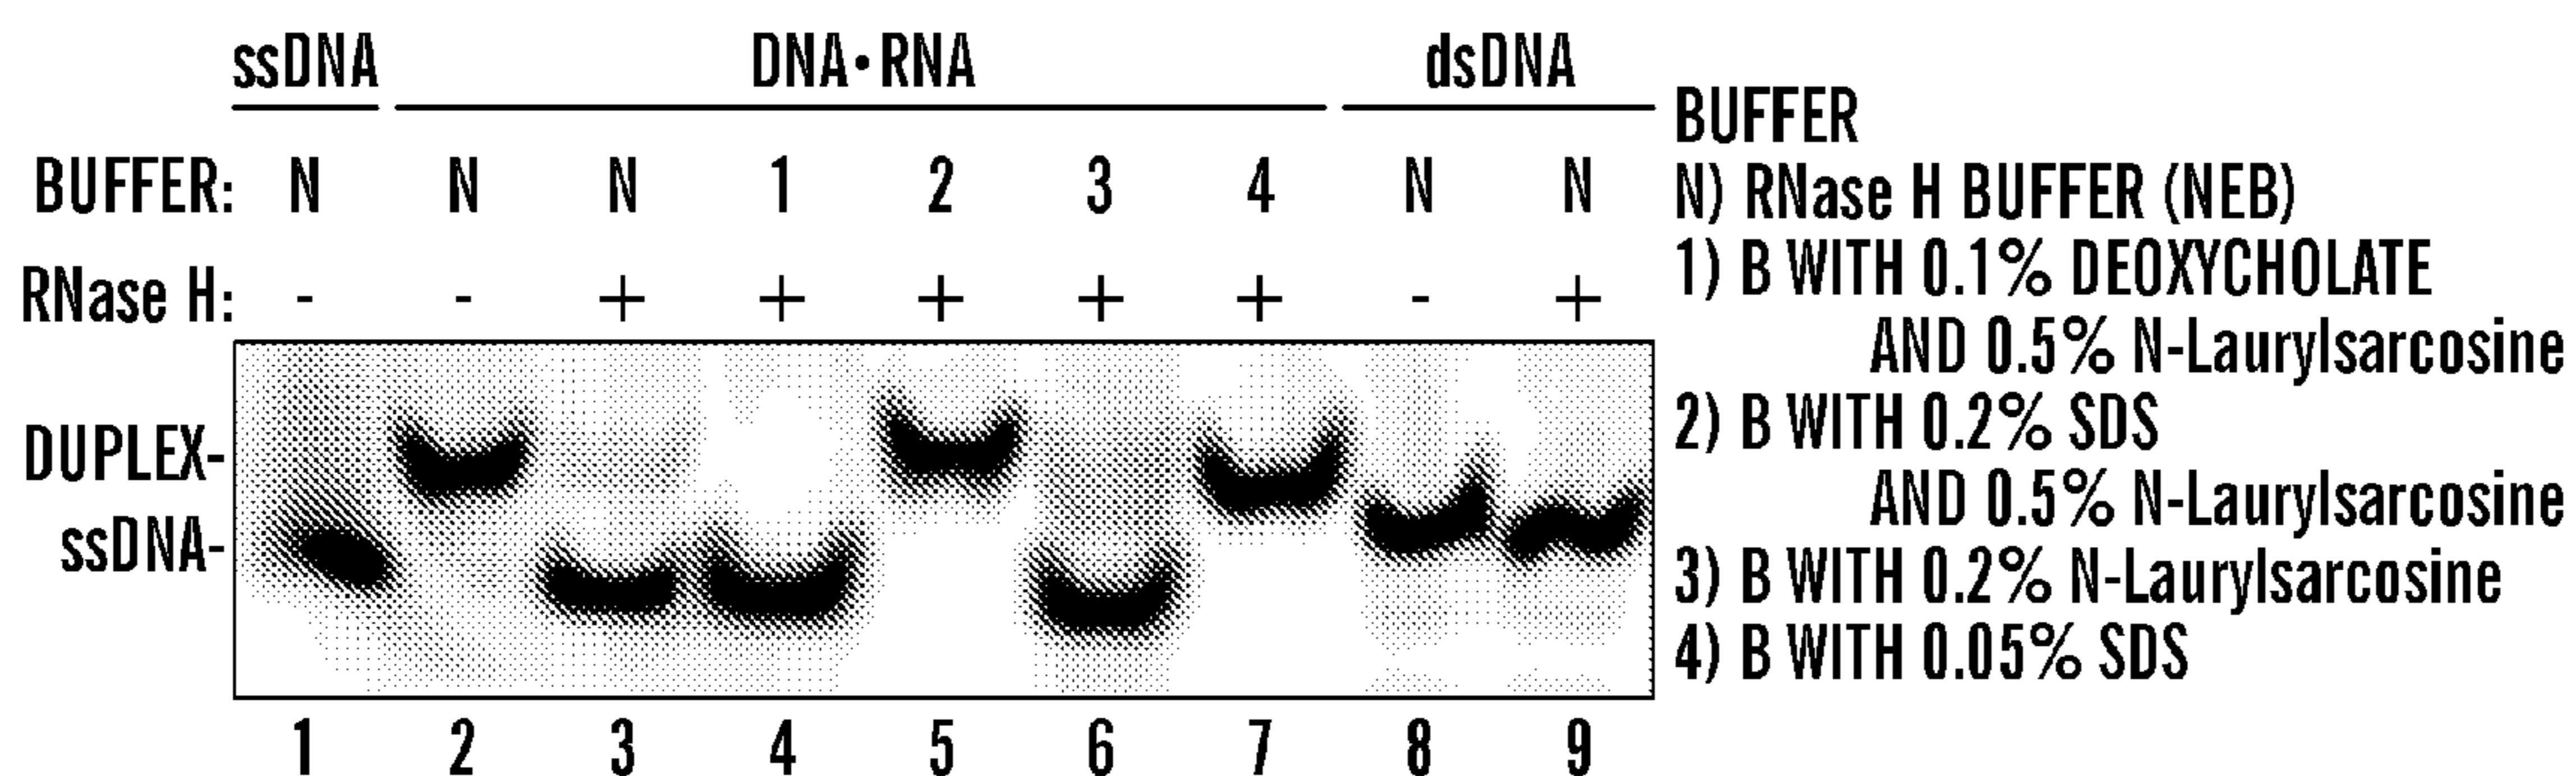 ssDNA DNA•RNA dsDNA
BUFFER: N N N 1 2 3 4 N N
RNase H: - - + + + + + - +
DUPLEX-
ssDNA-
1 2 3 4 5 6 7 8 9
BUFFER
N) RNase H BUFFER (NEB)
1) B WITH 0.1% DEOXYCHOLATE
AND 0.5% N-Laurylsarcosine
2) B WITH 0.2% SDS
AND 0.5% N-Laurylsarcosine
3) B WITH 0.2% N-Laurylsarcosine
4) B WITH 0.05% SDS